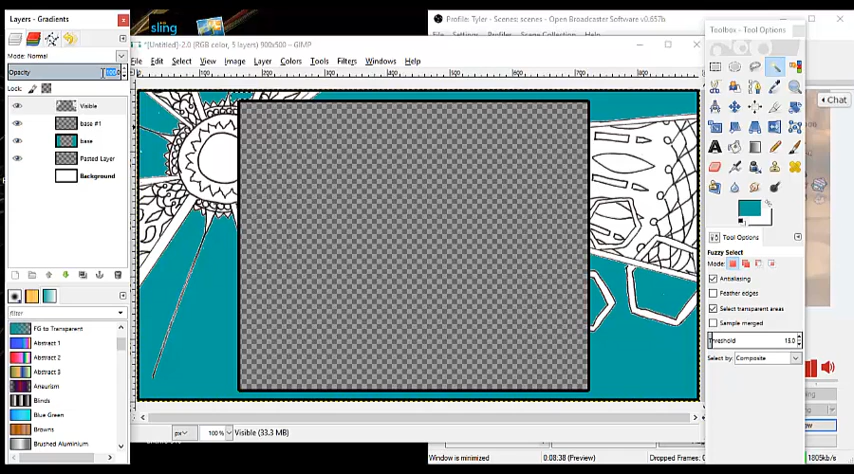 Layers - Gradients
sling
Profile: Tyler - Scenes: scenes - Open Broadcaster Software v0.657b
*[Untitled]-2.0 (RGB color, 5 layers) 900x500 – GIMP
File Edit Select View Image Layer Colors Tools Filters Windows Help
Toolbox - Tool Options
Mode: Normal
Opacity
Lock:
Visible
base #1
base
Pasted Layer
Background
filter
FG to Transparent
Abstract 1
Abstract 2
Abstract 3
Aneurism
Blinds
Blue Green
Browns
Brushed Aluminium
px
100 %
Visible (33.3 MB)
Chat
Tool Options
Fuzzy Select
Mode:
Antialiasing
Feather edges
Select transparent areas
Sample merged
Threshold 15.0
Select by: Composite
Window is minimized
0:08:38 (Preview)
Dropped Frames:
1805kb/s